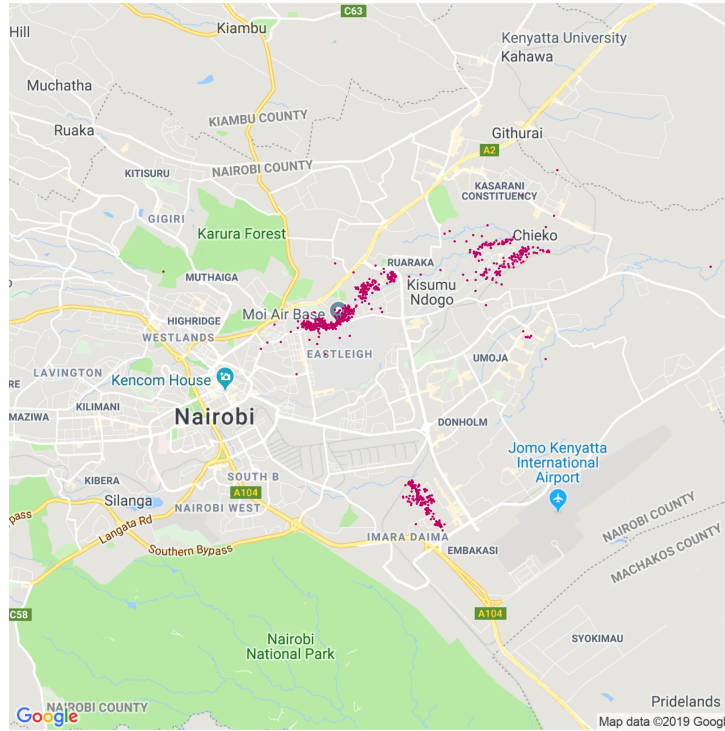 C63
Hill
Kiambu
Kenyatta University
Kahawa
Muchatha
KIAMBU COUNTY
Ruaka
Githurai
A2
NAIROBI COUNTY
KITISURU
KASARANI
CONSTITUENCY
GIGIRI
Karura Forest
Chieko
RUARAKA
MUTHAIGA
Kisumu
Ndogo
Moi Air Base
HIGHRIDGE
WESTLANDS
EASTLEIGH
UMOJA
LAVINGTON
Kencom House
RE
KILIMANI
MAZIWA
Nairobi
DONHOLM
Jomo Kenyatta
International
Airport
SOUTH B
KIBERA
A104
Silanga
NAIROBI WEST
pass
Langata Rd
NAIROBI COUNTY
IMARA DAIMA
Southern Bypass
EMBAKASI
MACHAKOS COUNTY
C58
A104
Nairobi
National Park
SYOKIMAU
Pridelands
NAIROBI COUNTY
Google
Map data ©2019 Googl